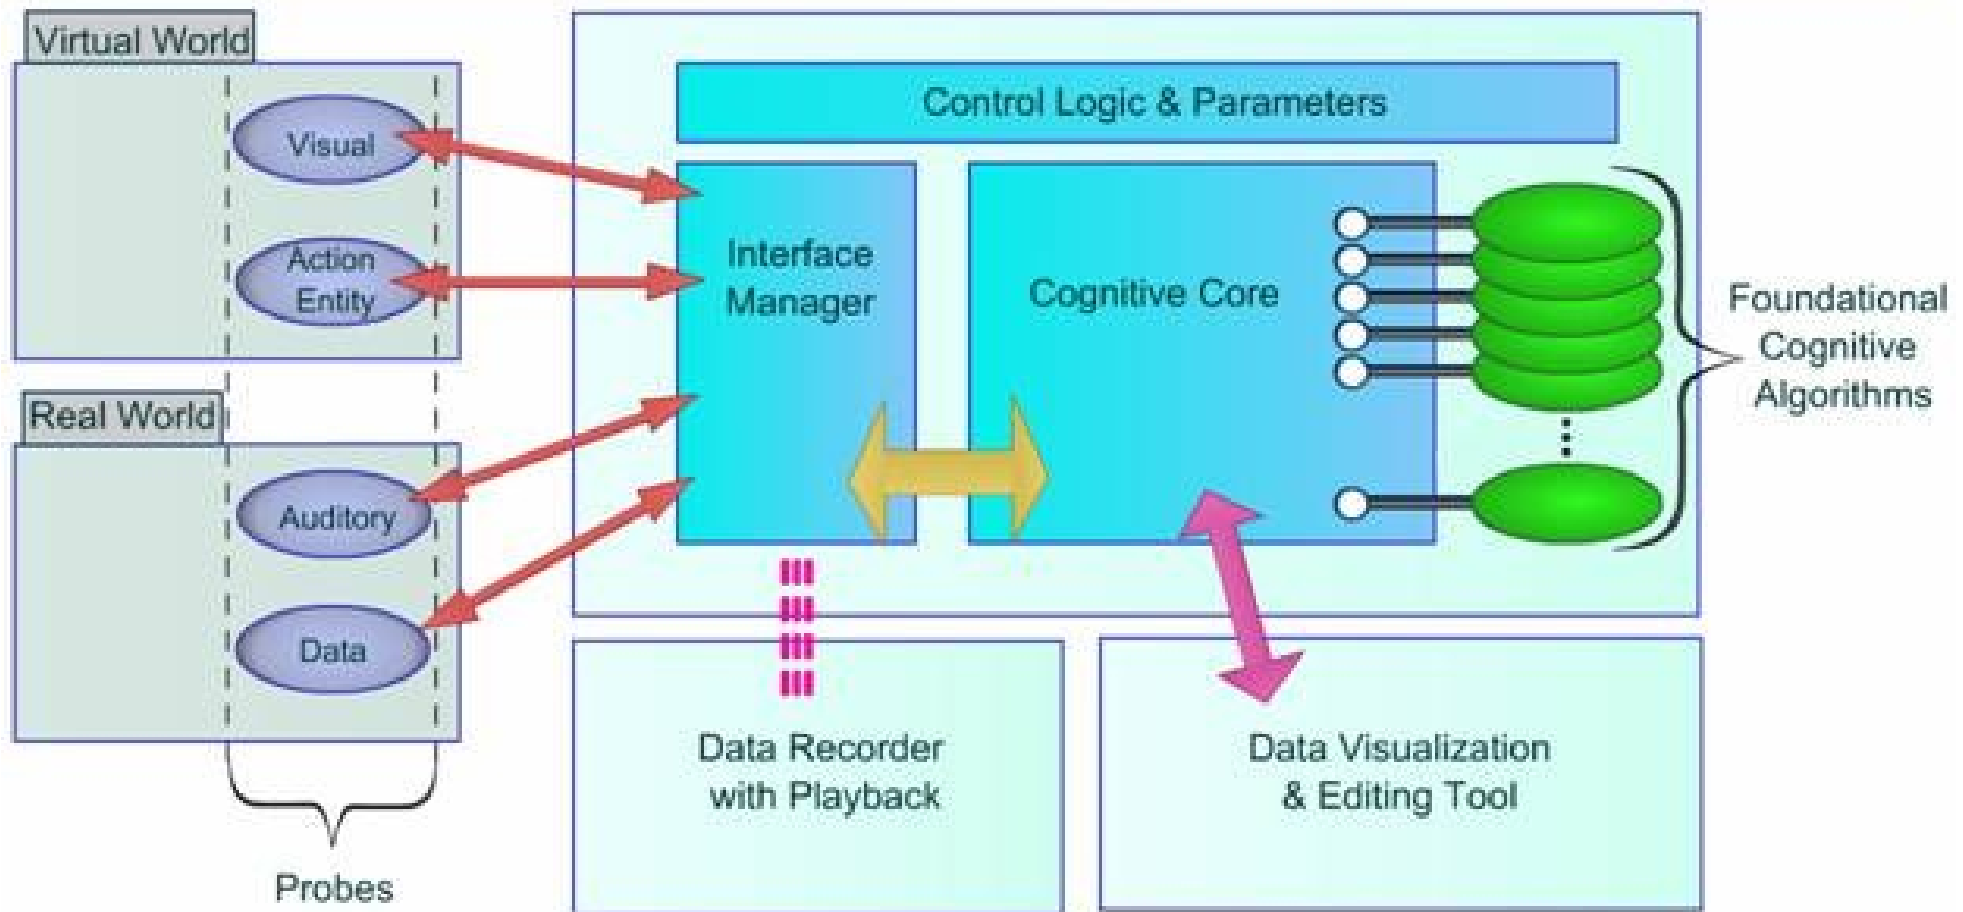 Virtual World
Visual
Action
Entity
Real World
Auditory
Data
Probes
Control Logic & Parameters
Interface
Manager
Cognitive Core
Foundational
Cognitive
Algorithms
Data Recorder
with Playback
Data Visualization
& Editing Tool